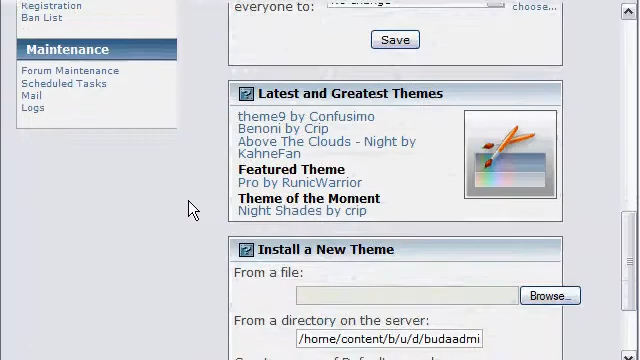 Registration
Ban List
Maintenance
Forum Maintenance
Scheduled Tasks
Mail
Logs
everyone to:
No change
choose...
Save
Latest and Greatest Themes
theme9 by Confusimo
Benoni by Crip
Above The Clouds - Night by
KahneFan
Featured Theme
Pro by RunicWarrior
Theme of the Moment
Night Shades by crip
Install a New Theme
From a file:
Browse...
From a directory on the server:
/home/content/b/u/d/budaadmi